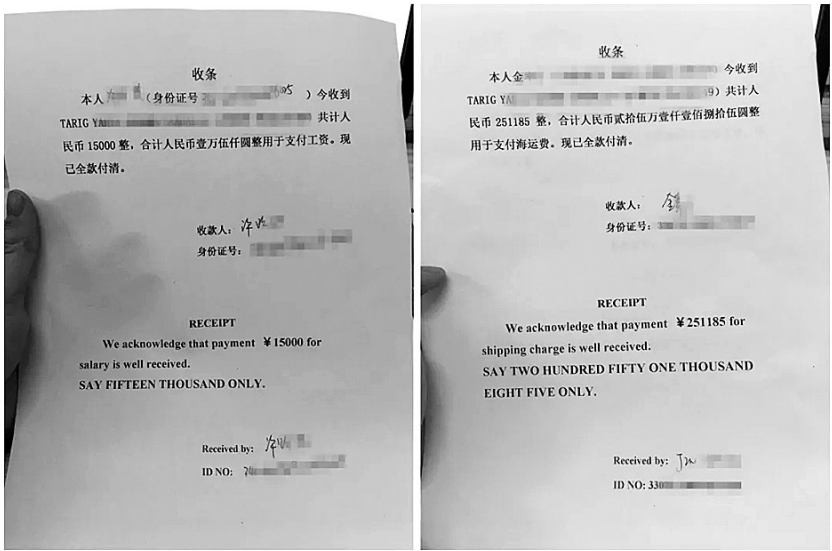 收条
本人 （身份证号 ）今收到
TARIG 共计人
民币 15000 整，合计人民币壹万伍仟圆整用于支付工资。现
已全款付清。
收款人：
身份证号：
RECEIPT
We acknowledge that payment ￥15000 for
salary is well received.
SAY FIFTEEN THOUSAND ONLY.
Received by:
ID NO:
收条
本人金 今收到
TARIG ）共计人
民币 251185 整，合计人民币贰拾伍万壹仟壹佰捌拾伍圆整
用于支付海运费。现已全款付清。
收款人：
身份证号：
RECEIPT
We acknowledge that payment ￥251185 for
shipping charge is well received.
SAY TWO HUNDRED FIFTY ONE THOUSAND
EIGHT FIVE ONLY.
Received by:
ID NO: 330